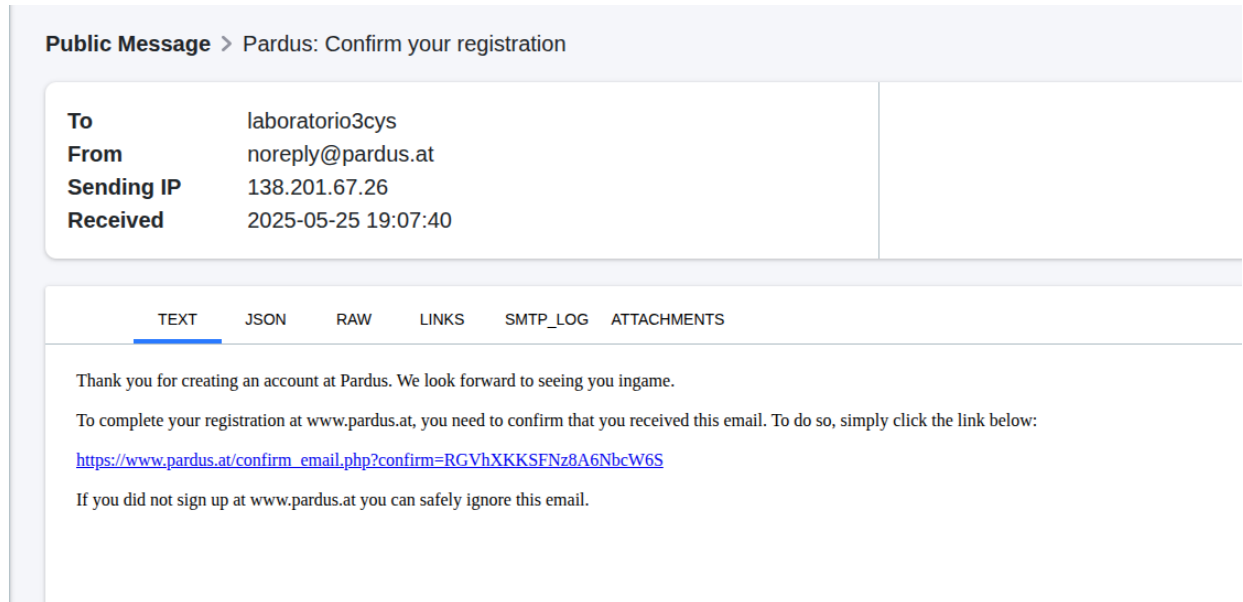 Public Message > Pardus: Confirm your registration
To laboratorio3cys
From noreply@pardus.at
Sending IP 138.201.67.26
Received 2025-05-25 19:07:40
TEXT JSON RAW LINKS SMTP_LOG ATTACHMENTS
Thank you for creating an account at Pardus. We look forward to seeing you ingame.
To complete your registration at www.pardus.at, you need to confirm that you received this email. To do so, simply click the link below:
https://www.pardus.at/confirm_email.php?confirm=RGVhXKKSFNz8A6NbcW6S
If you did not sign up at www.pardus.at you can safely ignore this email.